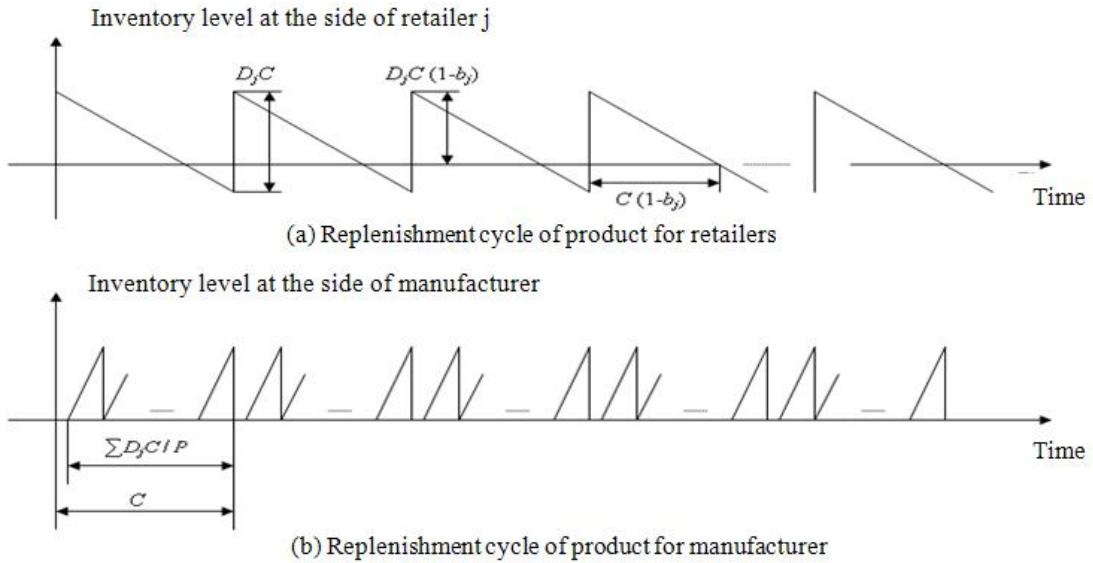 Inventory level at the side of retailer j
D_jC
D_jC (1-b_j)
C (1-b_j)
Time
(a) Replenishment cycle of product for retailers
Inventory level at the side of manufacturer
∑D_jC / P
Time
C
(b) Replenishment cycle of product for manufacturer